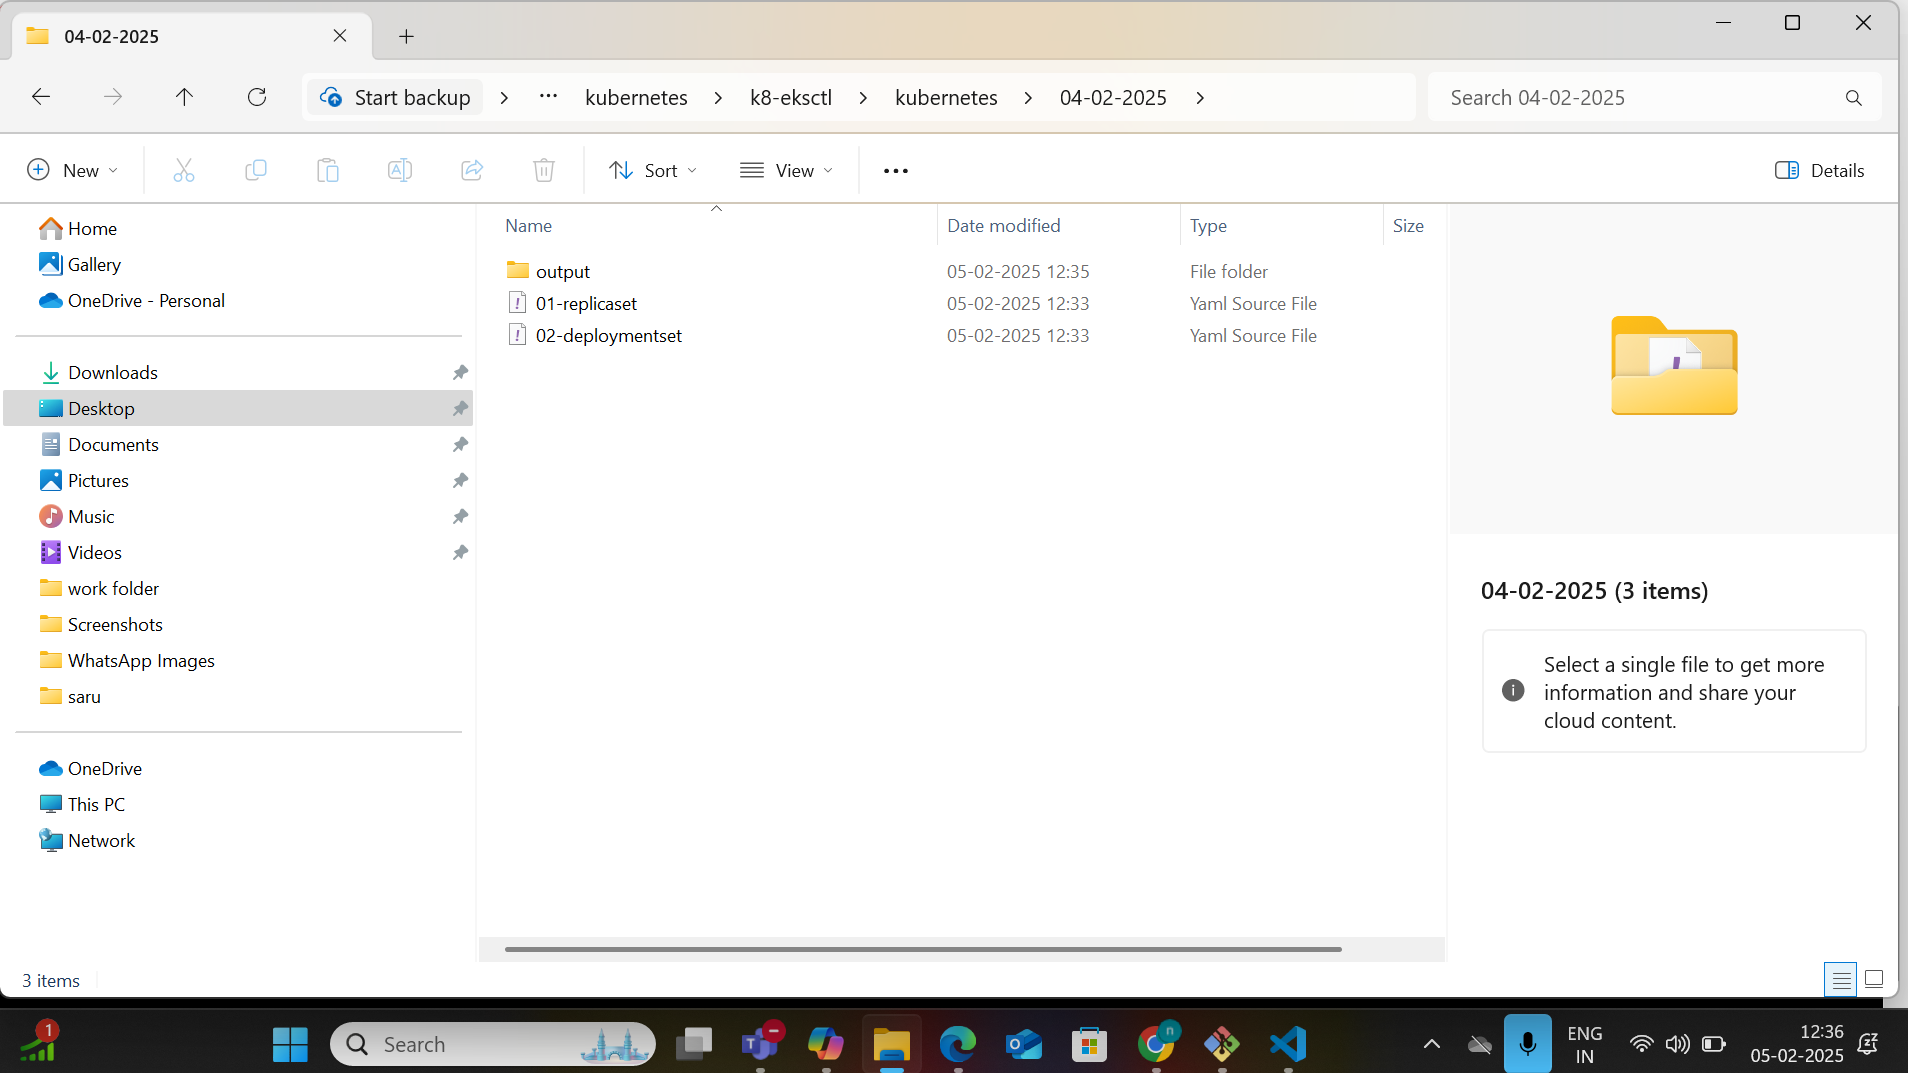 04-02-2025
Start backup > ... kubernetes > k8-eksctl > kubernetes > 04-02-2025 >
Search 04-02-2025
New
Sort
View
Details
Home
Gallery
OneDrive - Personal
Downloads
Desktop
Documents
Pictures
Music
Videos
work folder
Screenshots
WhatsApp Images
saru
OneDrive
This PC
Network
Name Date modified Type Size
output 05-02-2025 12:35 File folder
01-replicaset 05-02-2025 12:33 Yaml Source File
02-deploymentset 05-02-2025 12:33 Yaml Source File
04-02-2025 (3 items)
Select a single file to get more
information and share your
cloud content.
3 items
1
Search
n
ENG
IN
12:36
05-02-2025